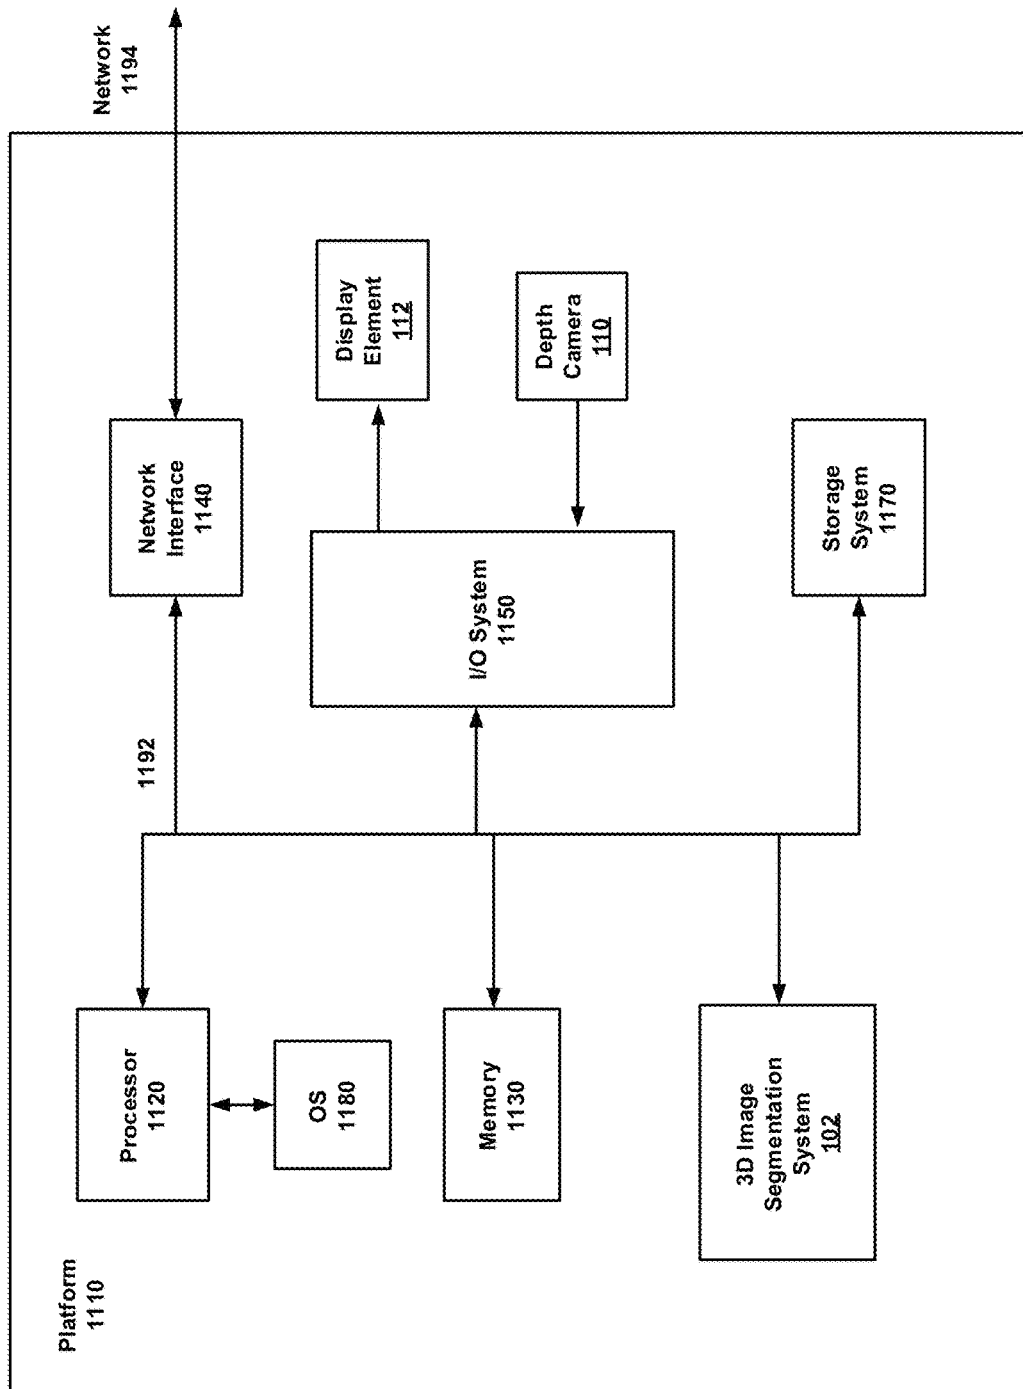 Platform
1110
Processor
1120
OS
1180
Memory
1130
3D Image
Segmentation
System
102
1192
Network
Interface
1140
I/O System
1150
Storage
System
1170
Display
Element
112
Depth
Camera
110
Network
1194